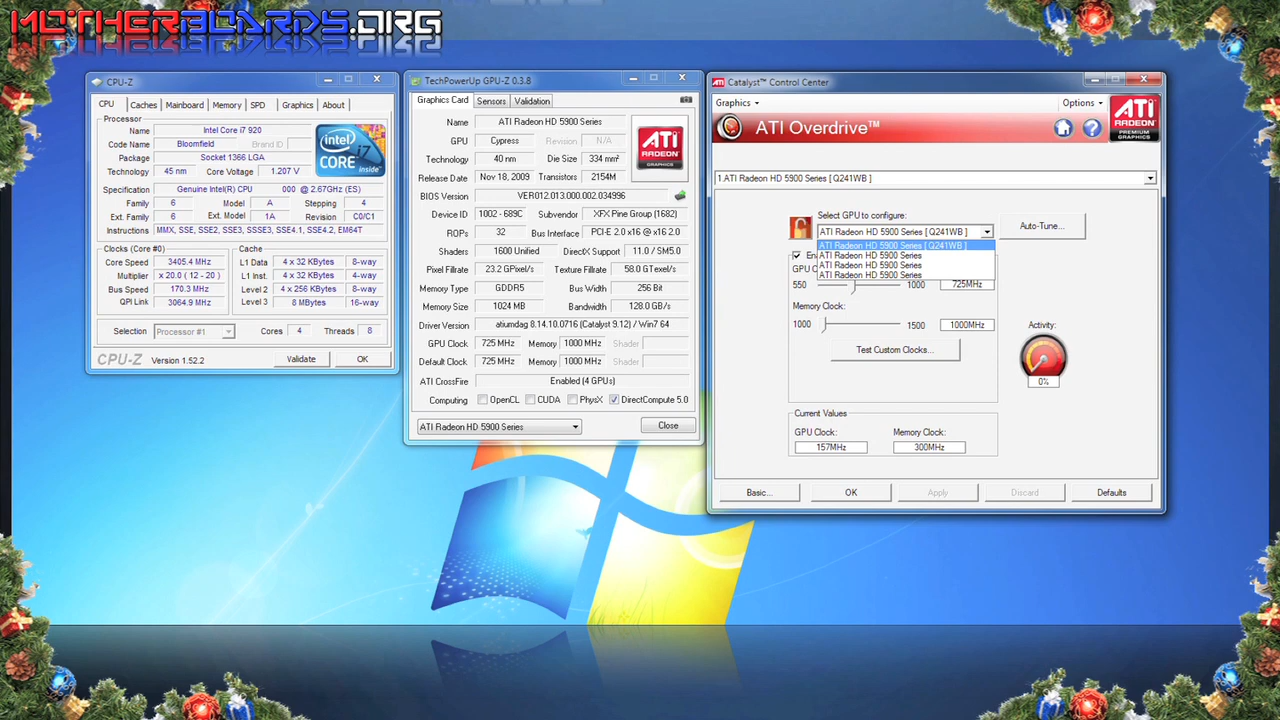 MOTHERBOARDS.ORG
CPU-Z
CPU Caches Mainboard Memory SPD Graphics About
Processor
Name Intel Core i7 920
Code Name Bloomfield Brand ID
Package Socket 1366 LGA
Technology 45 nm Core Voltage 1.207 V
intel CORE i7 inside
Specification Genuine Intel(R) CPU 000 @ 2.67GHz (ES)
Family 6 Model A Stepping 4
Ext. Family 6 Ext. Model 1A Revision C0/C1
Instructions MMX, SSE, SSE2, SSE3, SSSE3, SSE4.1, SSE4.2, EM64T
Clocks (Core #0)
Core Speed 3405.4 MHz
Multiplier x 20.0 ( 12 - 20 )
Bus Speed 170.3 MHz
QPI Link 3064.9 MHz
Cache
L1 Data 4 x 32 KBytes 8-way
L1 Inst. 4 x 32 KBytes 4-way
Level 2 4 x 256 KBytes 8-way
Level 3 8 MBytes 16-way
Selection Processor #1 Cores 4 Threads 8
CPU-Z Version 1.52.2 Validate OK
TechPowerUp GPU-Z 0.3.8
Graphics Card Sensors Validation
Name ATI Radeon HD 5900 Series
GPU Cypress Revision N/A
Technology 40 nm Die Size 334 mm²
Release Date Nov 18, 2009 Transistors 2154M
ATI RADEON GRAPHICS
BIOS Version VER012.013.000.002.034996
Device ID 1002 - 689C Subvendor XFX Pine Group (1682)
ROPs 32 Bus Interface PCI-E 2.0 x16 @ x16 2.0
Shaders 1600 Unified DirectX Support 11.0 / SM5.0
Pixel Fillrate 23.2 GPixel/s Texture Fillrate 58.0 GTexel/s
Memory Type GDDR5 Bus Width 256 Bit
Memory Size 1024 MB Bandwidth 128.0 GB/s
Driver Version atiumdag 8.14.10.0716 (Catalyst 9.12) / Win7 64
GPU Clock 725 MHz Memory 1000 MHz Shader
Default Clock 725 MHz Memory 1000 MHz Shader
ATI CrossFire Enabled (4 GPUs)
Computing OpenCL CUDA PhysX DirectCompute 5.0
ATI Radeon HD 5900 Series Close
Catalyst™ Control Center
Graphics Options
ATI Overdrive™
ATI RADEON PREMIUM GRAPHICS
1.ATI Radeon HD 5900 Series [ Q241WB ]
Select GPU to configure:
ATI Radeon HD 5900 Series [ Q241WB ] Auto-Tune...
ATI Radeon HD 5900 Series [ Q241WB ]
ATI Radeon HD 5900 Series
ATI Radeon HD 5900 Series
ATI Radeon HD 5900 Series
550 1000 725MHz
Memory Clock:
1000 1500 1000MHz
Test Custom Clocks...
Activity:
0%
Current Values
GPU Clock: Memory Clock:
157MHz 300MHz
Basic... OK Apply Discard Defaults